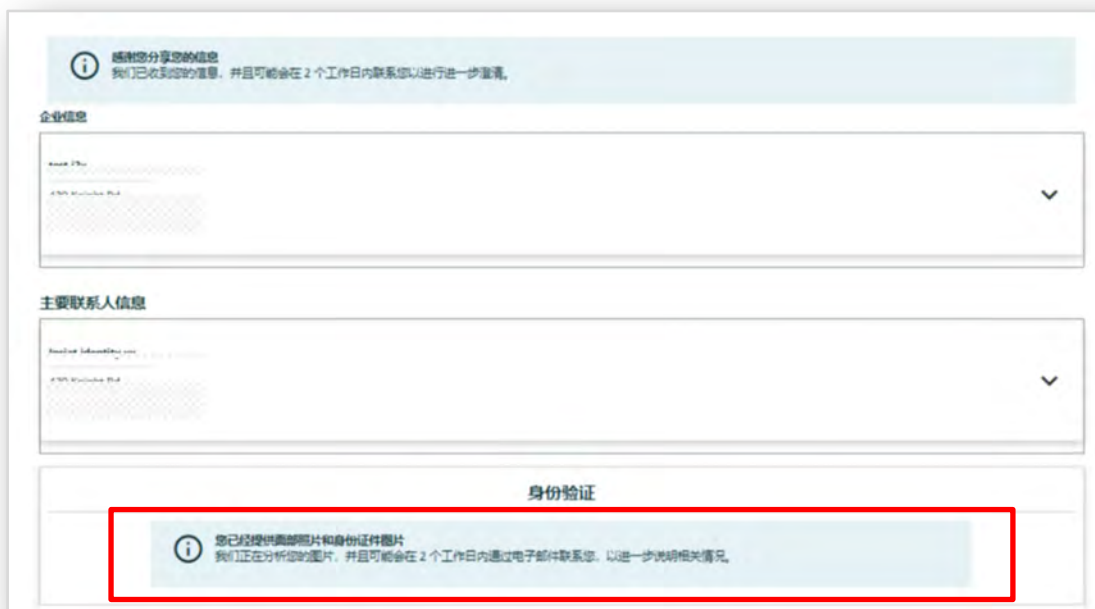 感谢您分享您的信息
我们已收到您的信息，并且可能会在 2 个工作日内联系您以进行进一步澄清。
企业信息
主要联系人信息
身份验证
您已经提供面部照片和身份证件图片
我们正在分析您的图片，并且可能会在 2 个工作日内通过电子邮件联系您，以进一步说明相关情况。